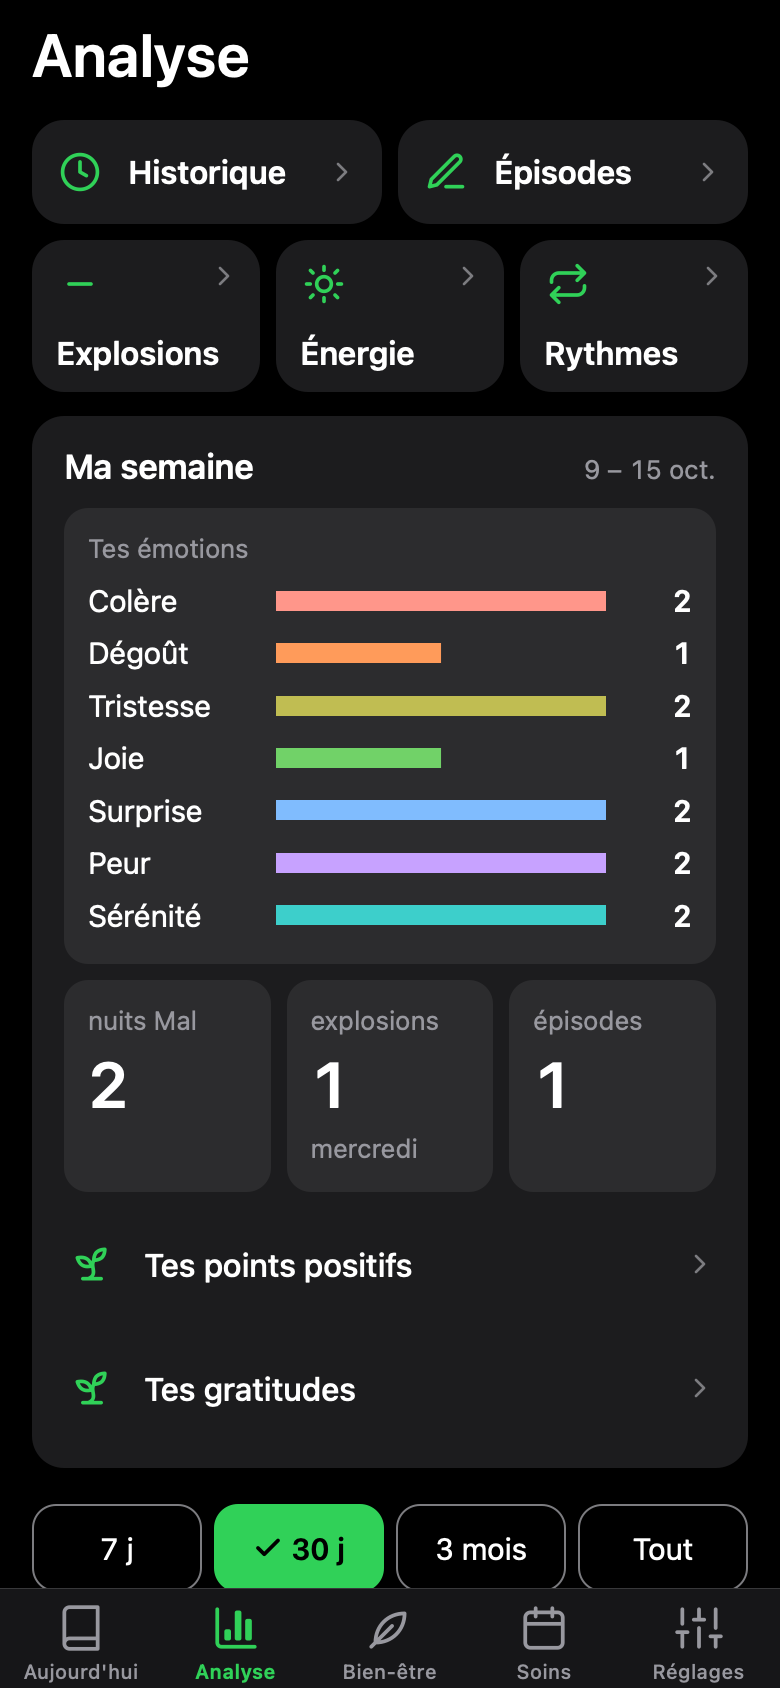 Analyse
Historique
Épisodes
Explosions
Énergie
Rythmes
Ma semaine
9 – 15 oct.
Tes émotions
Colère 2
Dégoût 1
Tristesse 2
Joie 1
Surprise 2
Peur 2
Sérénité 2
nuits Mal
2
explosions
1
mercredi
épisodes
1
Tes points positifs
Tes gratitudes
7 j
30 j
3 mois
Tout
Aujourd'hui
Analyse
Bien-être
Soins
Réglages